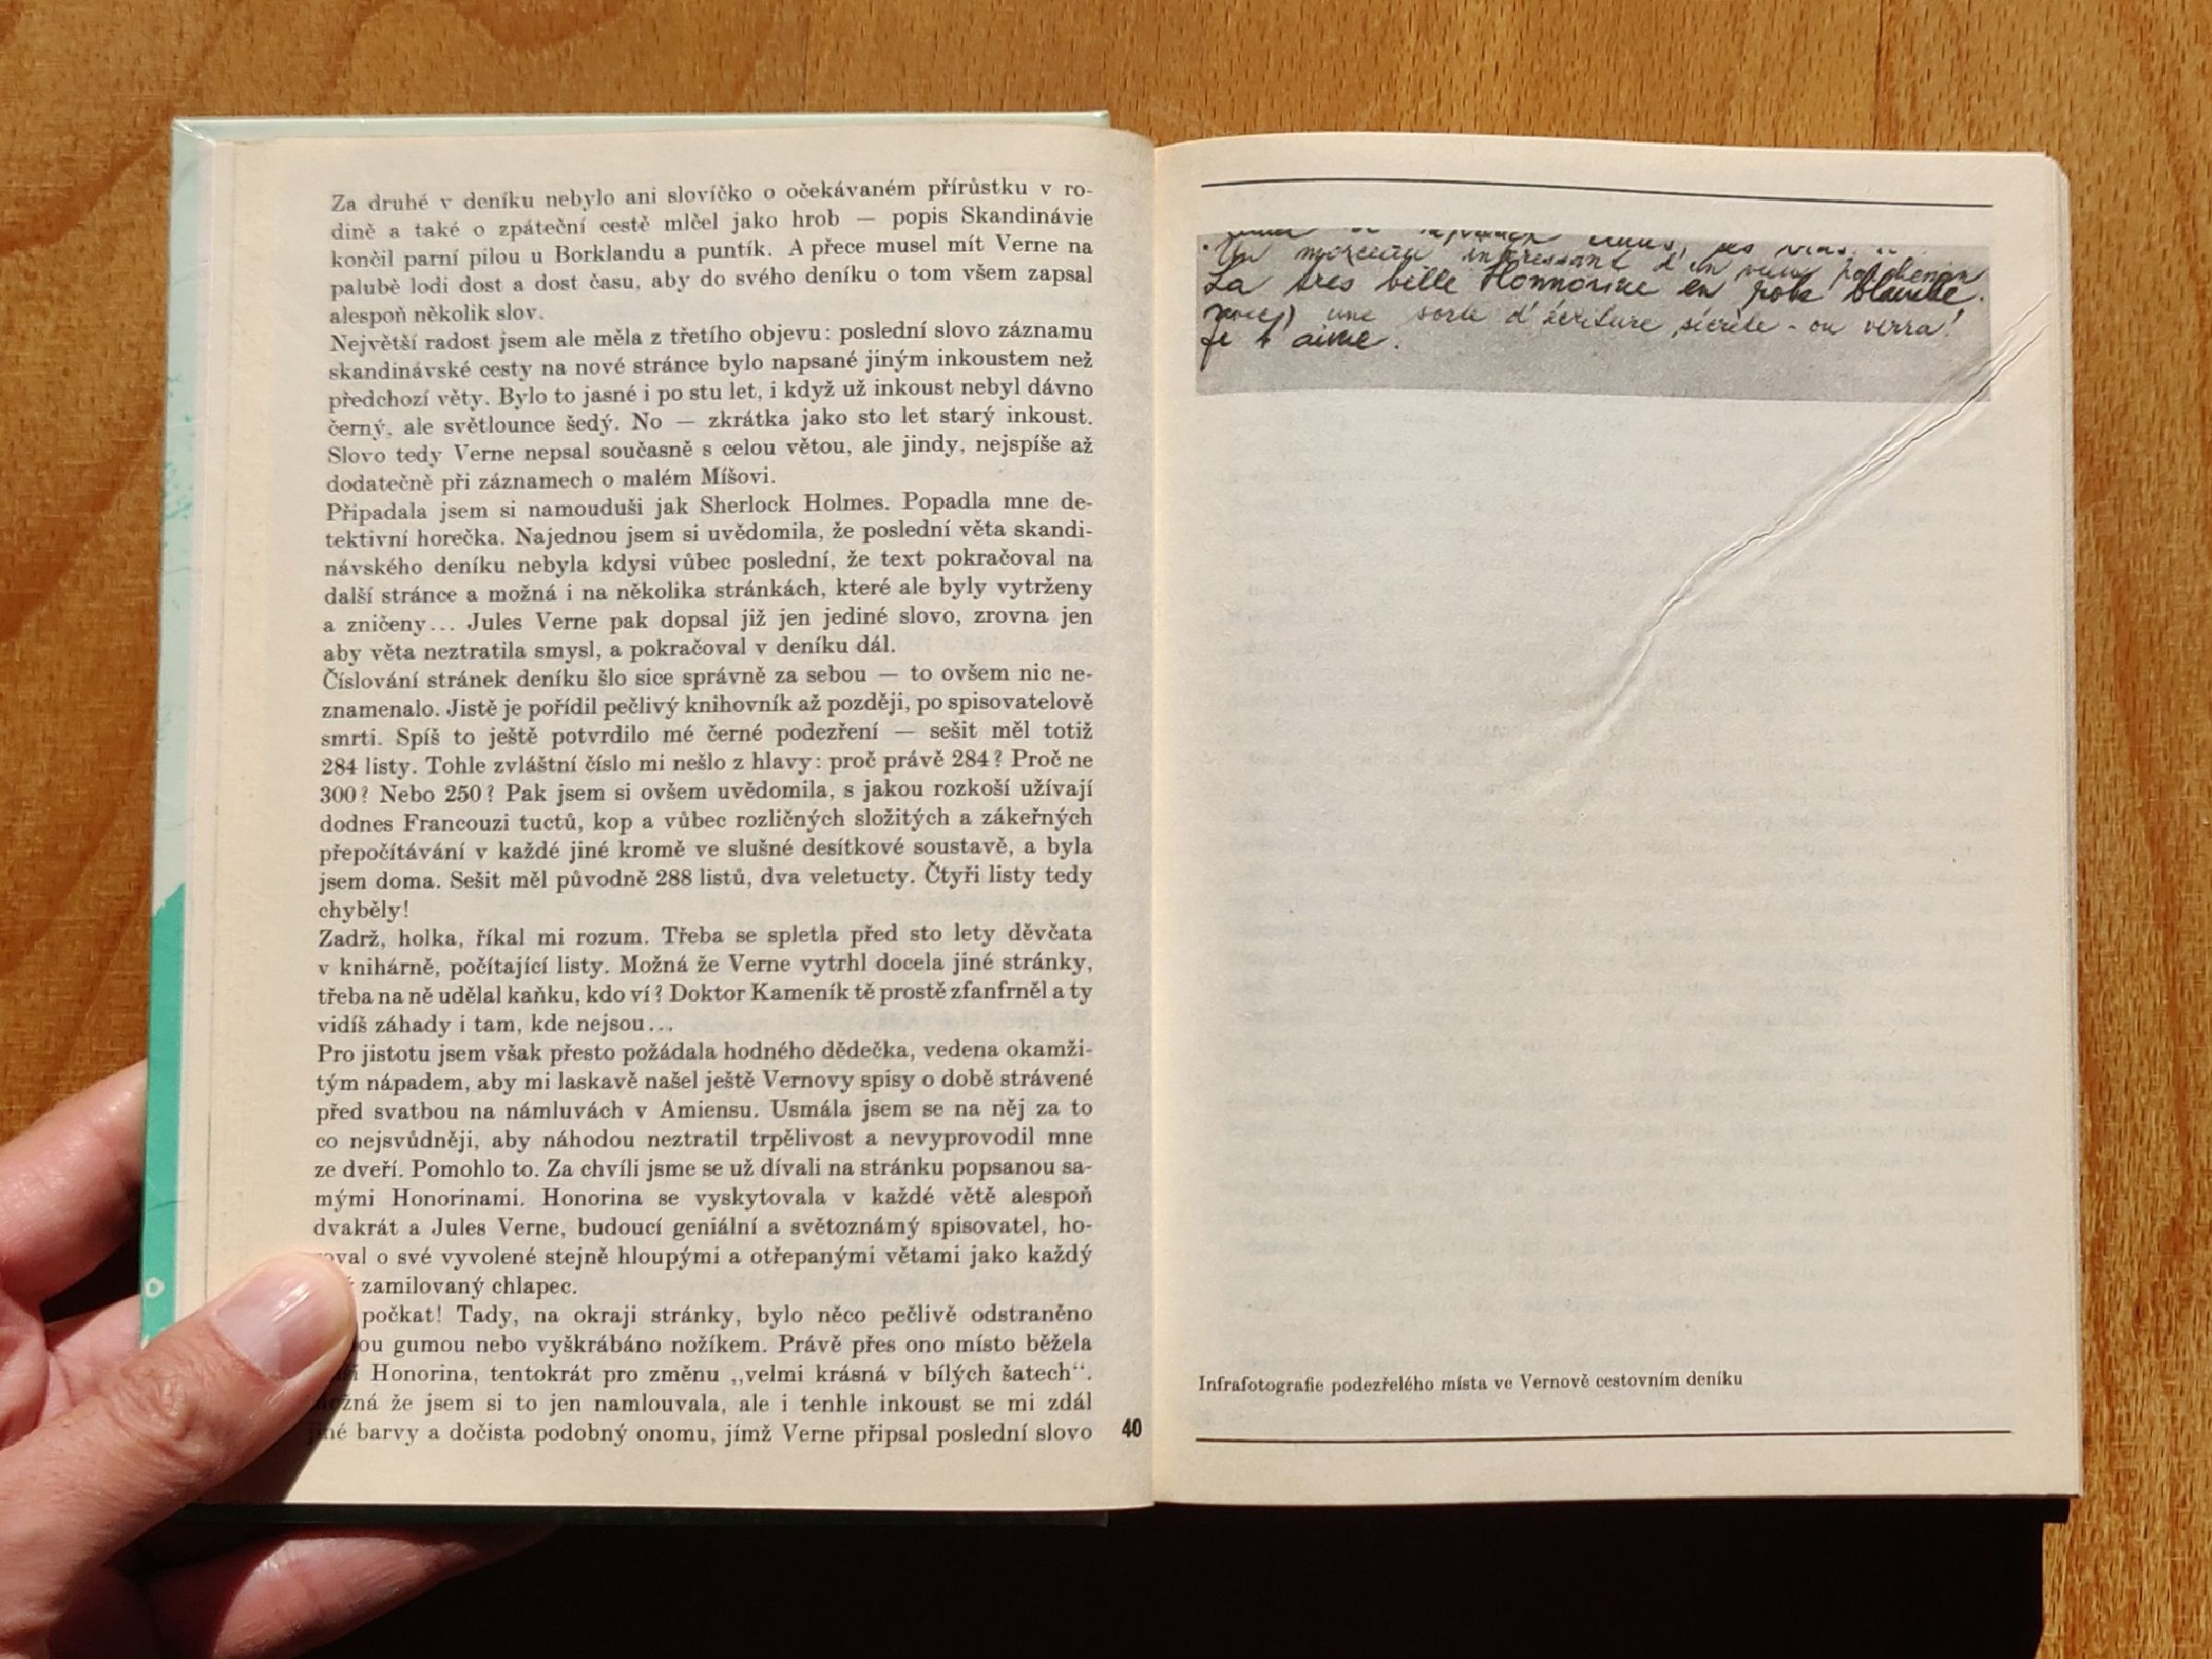 Za druhé v deníku nebylo ani slovíčko o očekávaném přírůstku v ro-
dině a také o zpáteční cestě mlčel jako hrob — popis Skandinávie
končil parní pilou u Borklandu a puntík. A přece musel mít Verne na
palubě lodi dost a dost času, aby do svého deníku o tom všem zapsal
alespoň několik slov.
Největší radost jsem ale měla z třetího objevu: poslední slovo záznamu
skandinávské cesty na nové stránce bylo napsané jiným inkoustem než
předchozí věty. Bylo to jasné i po stu let, i když už inkoust nebyl dávno
černý, ale světlounce šedý. No — zkrátka jako sto let starý inkoust.
Slovo tedy Verne nepsal současně s celou větou, ale jindy, nejspíše až
dodatečně při záznamech o malém Míšovi.
Připadala jsem si namouduši jak Sherlock Holmes. Popadla mne de-
tektivní horečka. Najednou jsem si uvědomila, že poslední věta skandi-
návského deníku nebyla kdysi vůbec poslední, že text pokračoval na
další stránce a možná i na několika stránkách, které ale byly vytrženy
a zničeny... Jules Verne pak dopsal již jen jediné slovo, zrovna jen
aby věta neztratila smysl, a pokračoval v deníku dál.
Číslování stránek deníku šlo sice správně za sebou — to ovšem nic ne-
znamenalo. Jistě je pořídil pečlivý knihovník až později, po spisovatelově
smrti. Spíš to ještě potvrdilo mé černé podezření — sešit měl totiž
284 listy. Tohle zvláštní číslo mi nešlo z hlavy: proč právě 284? Proč ne
300? Nebo 250? Pak jsem si ovšem uvědomila, s jakou rozkoší užívají
dodnes Francouzi tuctů, kop a vůbec rozličných složitých a zákeřných
přepočítávání v každé jiné kromě ve slušné desítkové soustavě, a byla
jsem doma. Sešit měl původně 288 listů, dva veletucty. Čtyři listy tedy
chyběly!
Zadrž, holka, říkal mi rozum. Třeba se spletla před sto lety děvčata
v knihárně, počítající listy. Možná že Verne vytrhl docela jiné stránky,
třeba na ně udělal kaňku, kdo ví? Doktor Kameník tě prostě zfanfrněl a ty
vidíš záhady i tam, kde nejsou...
Pro jistotu jsem však přesto požádala hodného dědečka, vedena okamži-
tým nápadem, aby mi laskavě našel ještě Vernovy spisy o době strávené
před svatbou na námluvách v Amiensu. Usmála jsem se na něj za to
co nejsvůdněji, aby náhodou neztratil trpělivost a nevyprovodil mne
ze dveří. Pomohlo to. Za chvíli jsme se už dívali na stránku popsanou sa-
mými Honorinami. Honorina se vyskytovala v každé větě alespoň
dvakrát a Jules Verne, budoucí geniální a světoznámý spisovatel, ho-
roval o své vyvolené stejně hloupými a otřepanými větami jako každý
zamilovaný chlapec.
počkat! Tady, na okraji stránky, bylo něco pečlivě odstraněno
gumou nebo vyškrábáno nožíkem. Právě přes ono místo běžela
Honorina, tentokrát pro změnu „velmi krásná v bílých šatech“.
Možná že jsem si to jen namlouvala, ale i tenhle inkoust se mi zdál
jiné barvy a dočista podobný onomu, jímž Verne připsal poslední slovo
40
Un morceau intéressant d'un vieux parchemin
La tres belle Honnorine en robe blanche.
une sorte d'écriture sécrète - on verra!
Je t'aime.
Infrafotografie podezřelého místa ve Vernově cestovním deníku